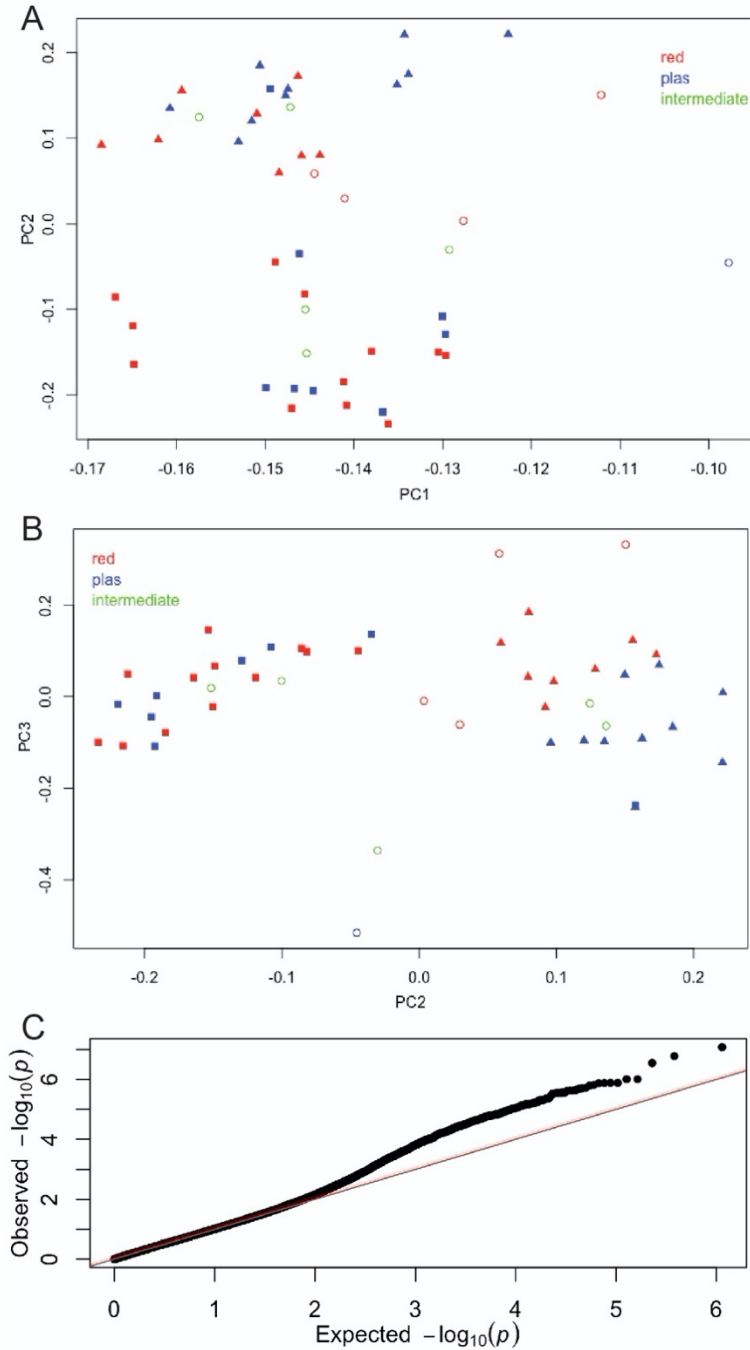 A
0.2
0.1
0.0
-0.1
-0.2
PC2
red
plas
intermediate
-0.17
-0.16
-0.15
-0.14
-0.13
-0.12
-0.11
-0.10
PC1
B
red
plas
intermediate
0.2
0.0
-0.2
-0.4
PC3
-0.2
-0.1
0.0
0.1
0.2
PC2
C
6
4
2
0
Observed −log₁₀(p)
0
1
2
3
4
5
6
Expected −log₁₀(p)